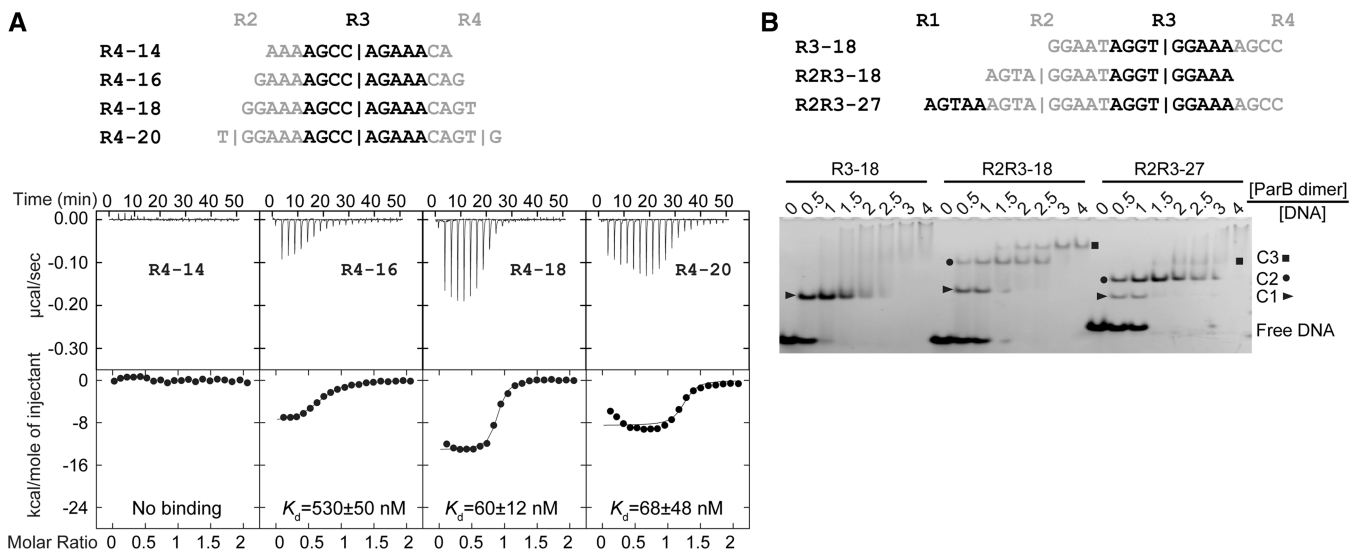 A
R2 R3 R4
R4-14 AAAAGCC|AGAAACA
R4-16 GAAAAGCC|AGAAACAG
R4-18 GGAAAAGCC|AGAAACAGT
R4-20 T|GGAAAAGCC|AGAAACAGT|G
Time (min) 0 10 20 30 40 50 0 10 20 30 40 50 0 10 20 30 40 50 0 10 20 30 40 50
0.00
-0.10
-0.20
-0.30
µcal/sec
R4-14 R4-16 R4-18 R4-20
0
-8
-16
-24
kcal/mole of injectant
No binding Kd=530±50 nM Kd=60±12 nM Kd=68±48 nM
Molar Ratio 0 0.5 1 1.5 2 0 0.5 1 1.5 2 0 0.5 1 1.5 2 0 0.5 1 1.5 2
B
R1 R2 R3 R4
R3-18 GGAATAGGT|GGAAAAGCC
R2R3-18 AGTA|GGAATAGGT|GGAAA
R2R3-27 AGTAAAGTA|GGAATAGGT|GGAAAAGCC
R3-18 R2R3-18 R2R3-27
[ParB dimer]
[DNA]
0 0.5 1 1.5 2 2.5 3 4 0 0.5 1 1.5 2 2.5 3 4 0 0.5 1 1.5 2 2.5 3 4
C3 ■
C2 ●
C1 ►
Free DNA